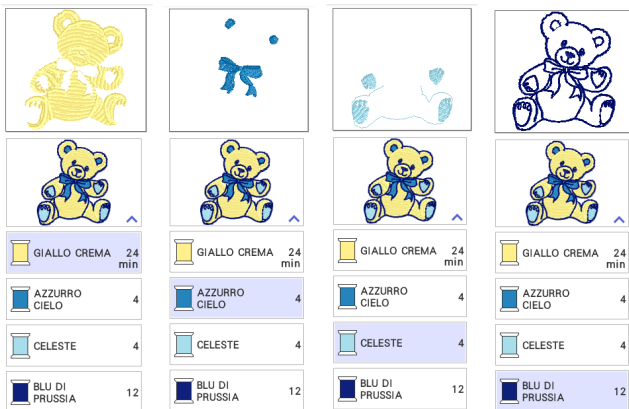 GIALLO CREMA 24
min
AZZURRO
CIELO 4
CELESTE 4
BLU DI
PRUSSIA 12
GIALLO CREMA 24
min
AZZURRO
CIELO 4
CELESTE 4
BLU DI
PRUSSIA 12
GIALLO CREMA 24
min
AZZURRO
CIELO 4
CELESTE 4
BLU DI
PRUSSIA 12
GIALLO CREMA 24
min
AZZURRO
CIELO 4
CELESTE 4
BLU DI
PRUSSIA 12